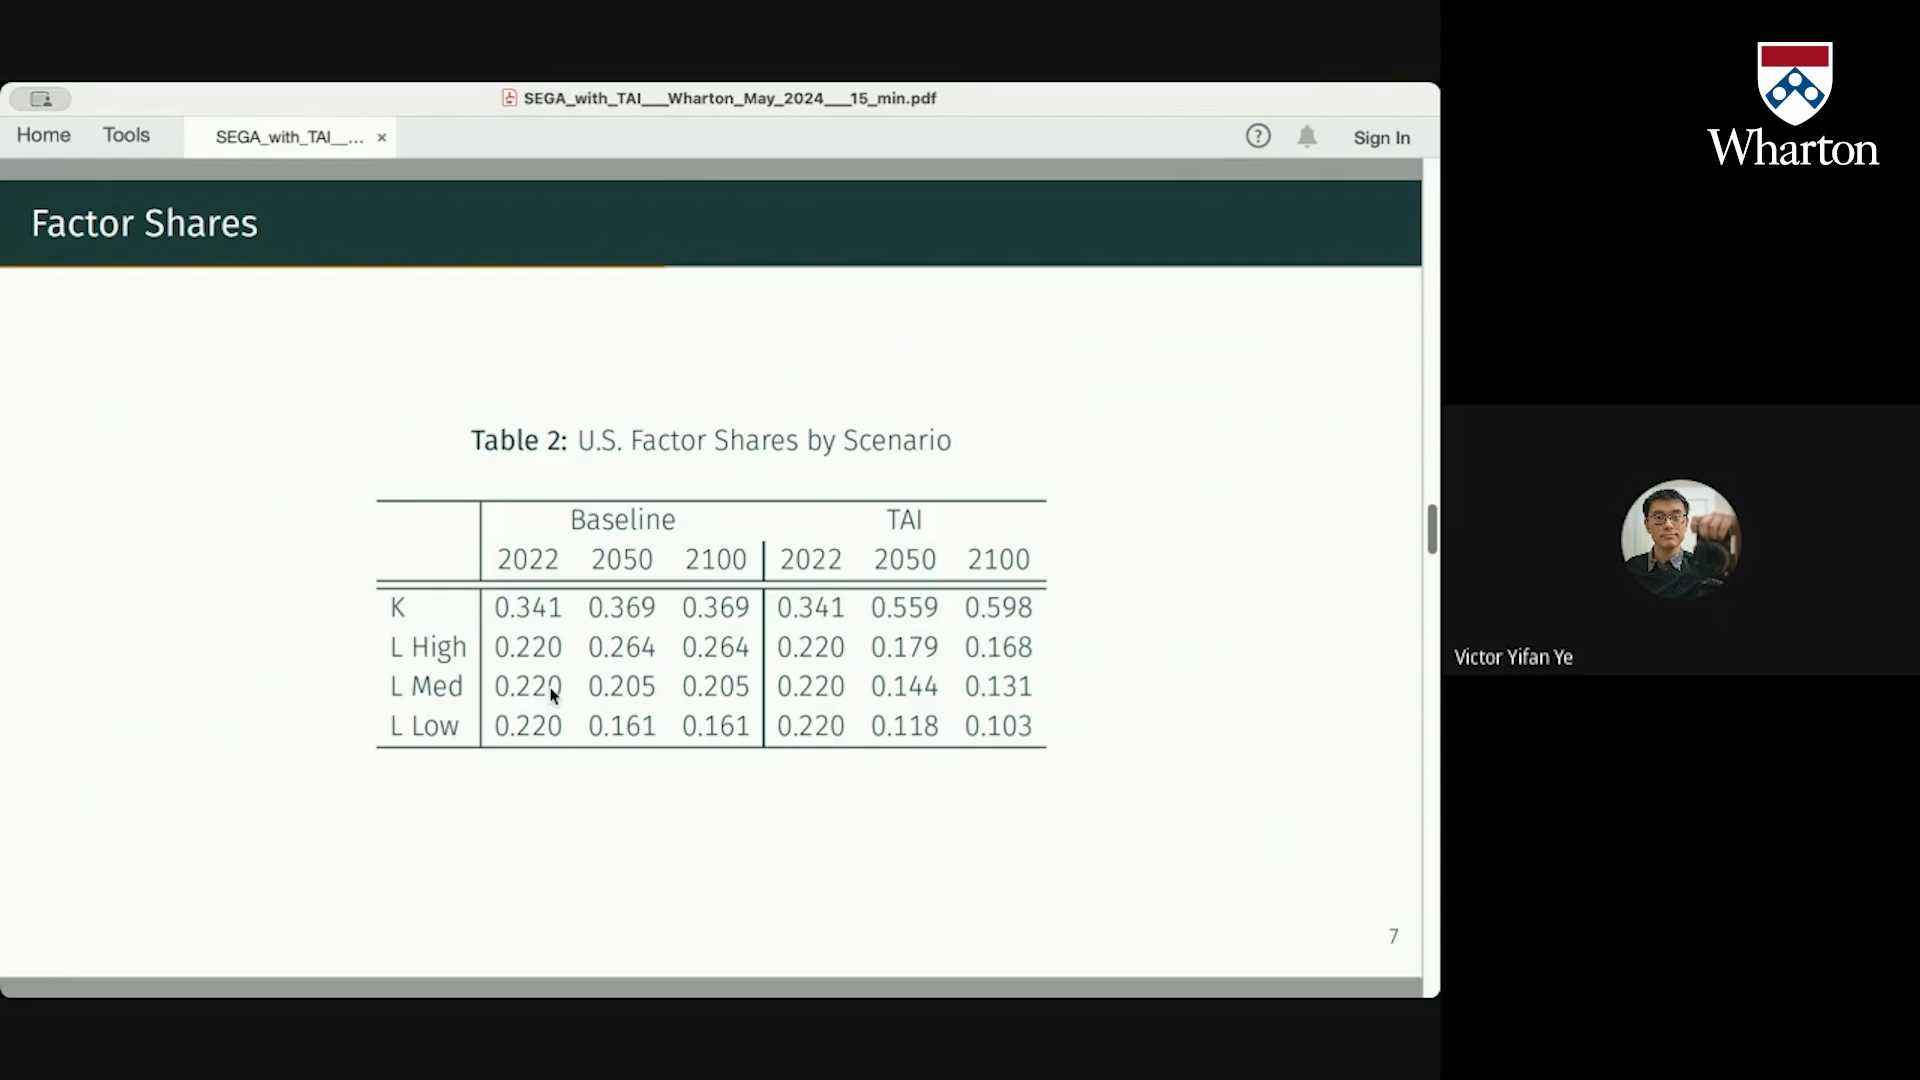 SEGA_with_TAI___Wharton_May_2024___15_min.pdf
Home Tools SEGA_with_TAI__... × ? Sign In
Wharton
Factor Shares
Table 2: U.S. Factor Shares by Scenario
Baseline TAI
2022 2050 2100 2022 2050 2100
K 0.341 0.369 0.369 0.341 0.559 0.598
L High 0.220 0.264 0.264 0.220 0.179 0.168
L Med 0.220 0.205 0.205 0.220 0.144 0.131
L Low 0.220 0.161 0.161 0.220 0.118 0.103
7
Victor Yifan Ye